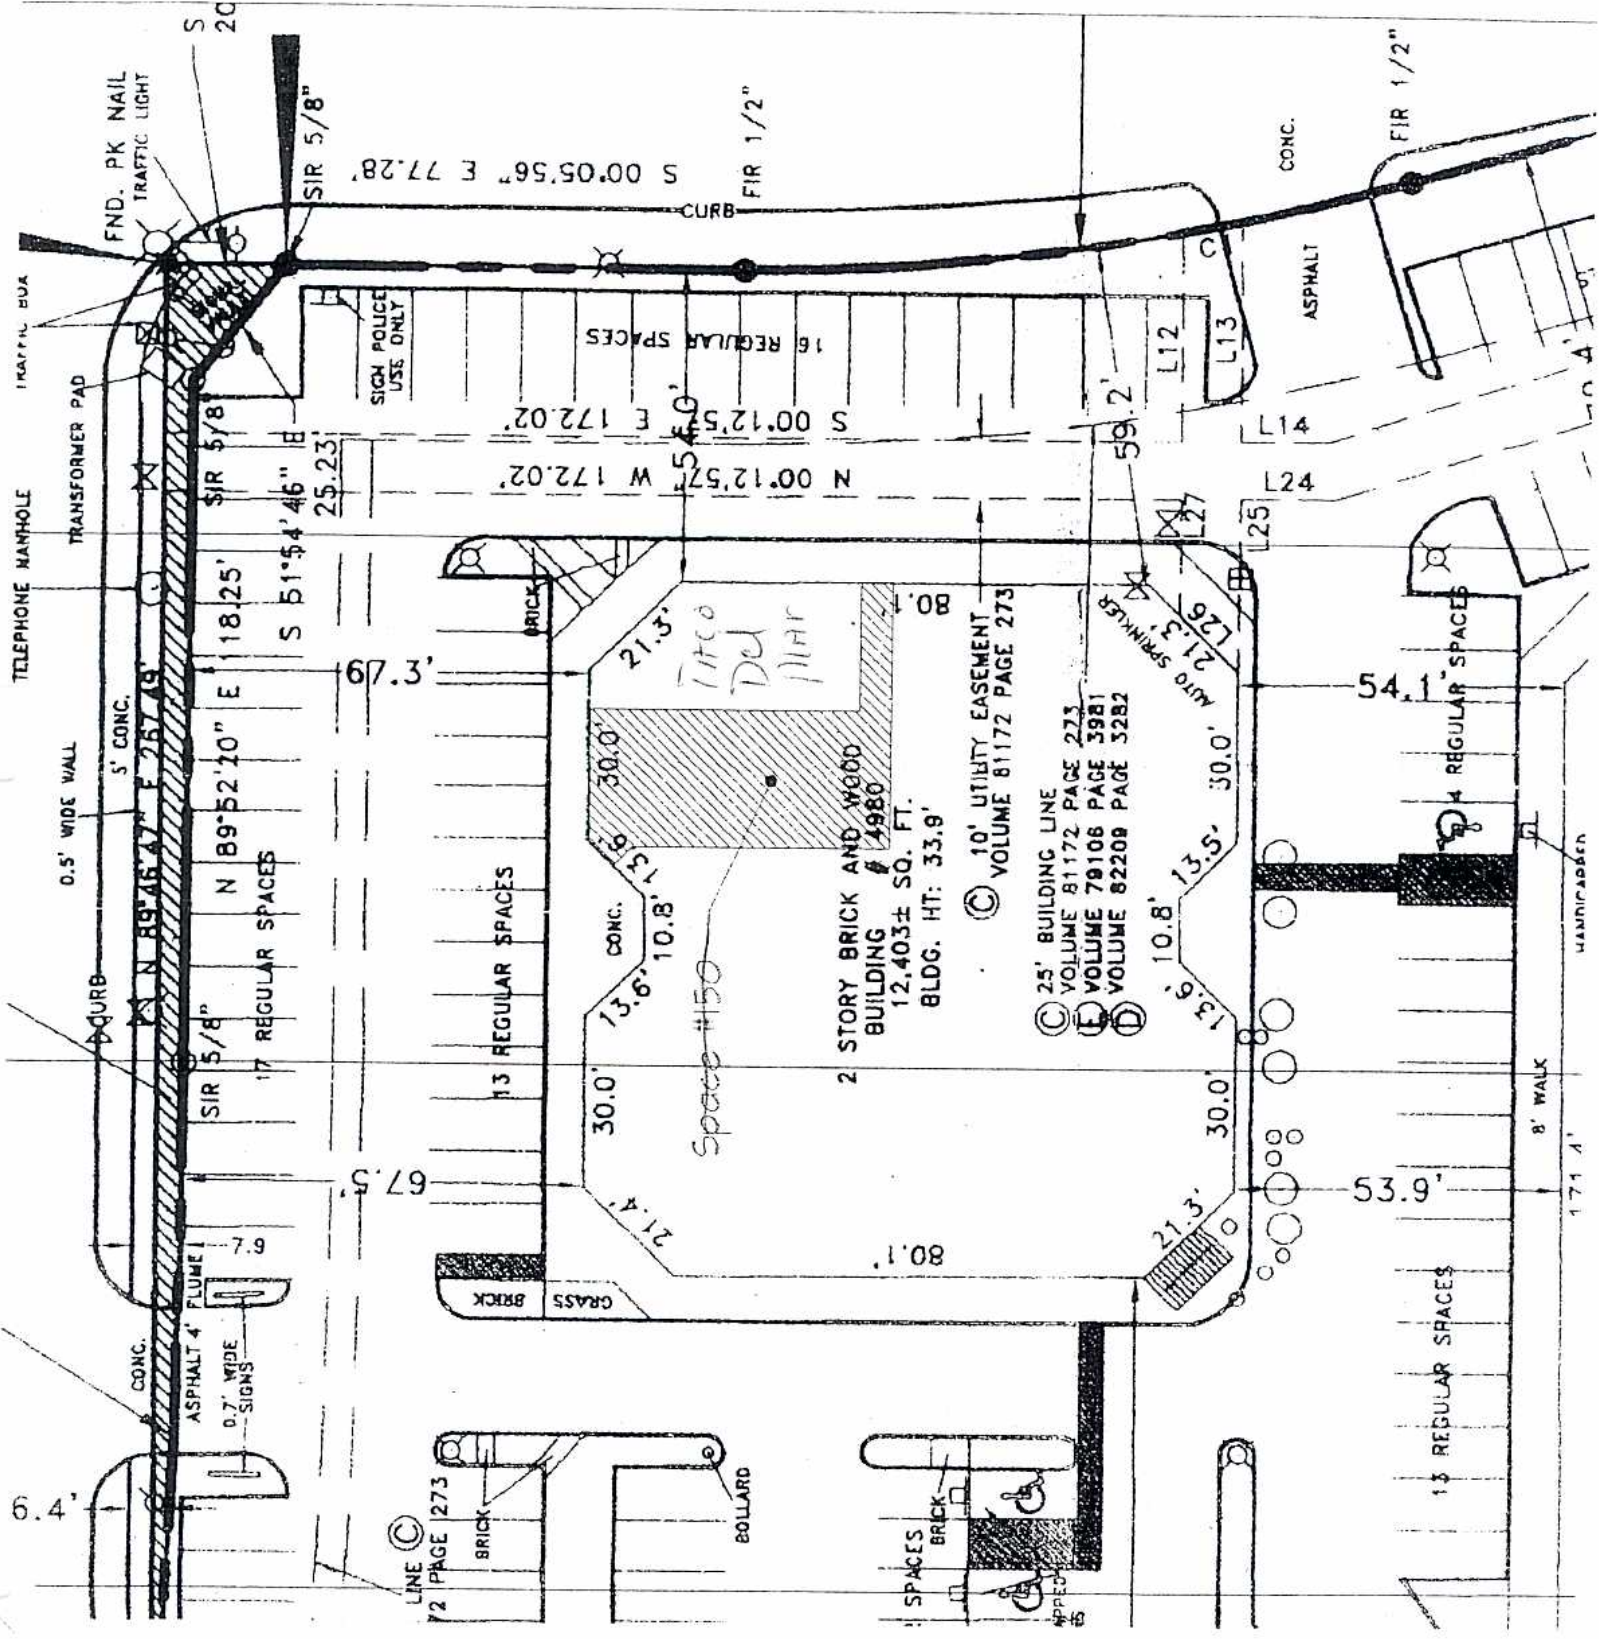 S
20
FND. PK NAIL
TRAFFIC LIGHT
SIR 5/8"
S 00°05'56" E 77.28'
FIR 1/2"
CURB
FIR 1/2"
CONC.
ASPHALT
C
TRANSFORMER PAD
TELEPHONE MANHOLE
SIGN POLICE
USE ONLY
16 REGULAR SPACES
L12
L13
S 00°12'57" E 172.02'
N 00°12'57" W 172.02'
59.2'
L14
L24
L27
L25
SIR 5/8"
S 51°54'46" E
25.23'
0.5' WIDE WALL
5' CONC.
N 89°46'47" E 257.49'
N 89°52'20" E 118.25'
67.3'
BRICK
21.3'
TACO
Del
Mar
80.1'
AUTO SPRINKLER
21.3'
L26
54.1'
4 REGULAR SPACES
17 REGULAR SPACES
13 REGULAR SPACES
30.0'
13.6'
CONC.
10.8'
13.6'
30.0'
Space #150
2 STORY BRICK AND WOOD
BUILDING # 4980
12,403± SQ. FT.
BLDG. HT: 33.9'
10' UTILITY EASEMENT
C VOLUME 81172 PAGE 273
C 25' BUILDING LINE
VOLUME 81172 PAGE 273
E VOLUME 79106 PAGE 3981
D VOLUME 82209 PAGE 3282
30.0'
13.5'
10.8'
13.6'
30.0'
HANDICAPPED
CURB
SIR 5/8"
67.5'
21.4'
80.1'
21.3'
53.9'
8' WALK
171.4'
7.9
CONC.
ASPHALT 4' FLUME
0.7' WIDE
SIGNS
BRICK
GRASS
13 REGULAR SPACES
6.4'
LINE C
72 PAGE 273
BRICK
BOLLARD
SPACES
BRICK